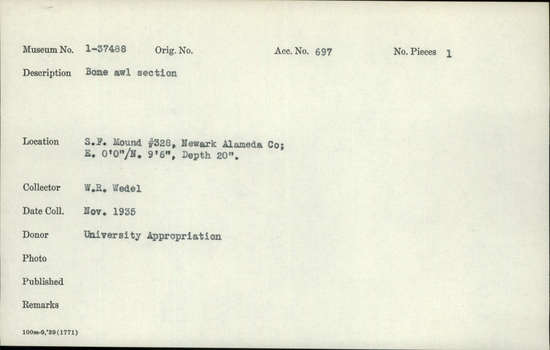 Museum No. 1-37488 Orig. No. Acc. No. 697 No. Pieces 1
Description Bone awl section
Location S.F. Mound #328, Newark Alameda Co;
E. 0'0"/N. 9'6", Depth 20".
Collector W.R. Wedel
Date Coll. Nov. 1935
Donor University Appropriation
Photo
Published
Remarks
100m-9,'39(1771)